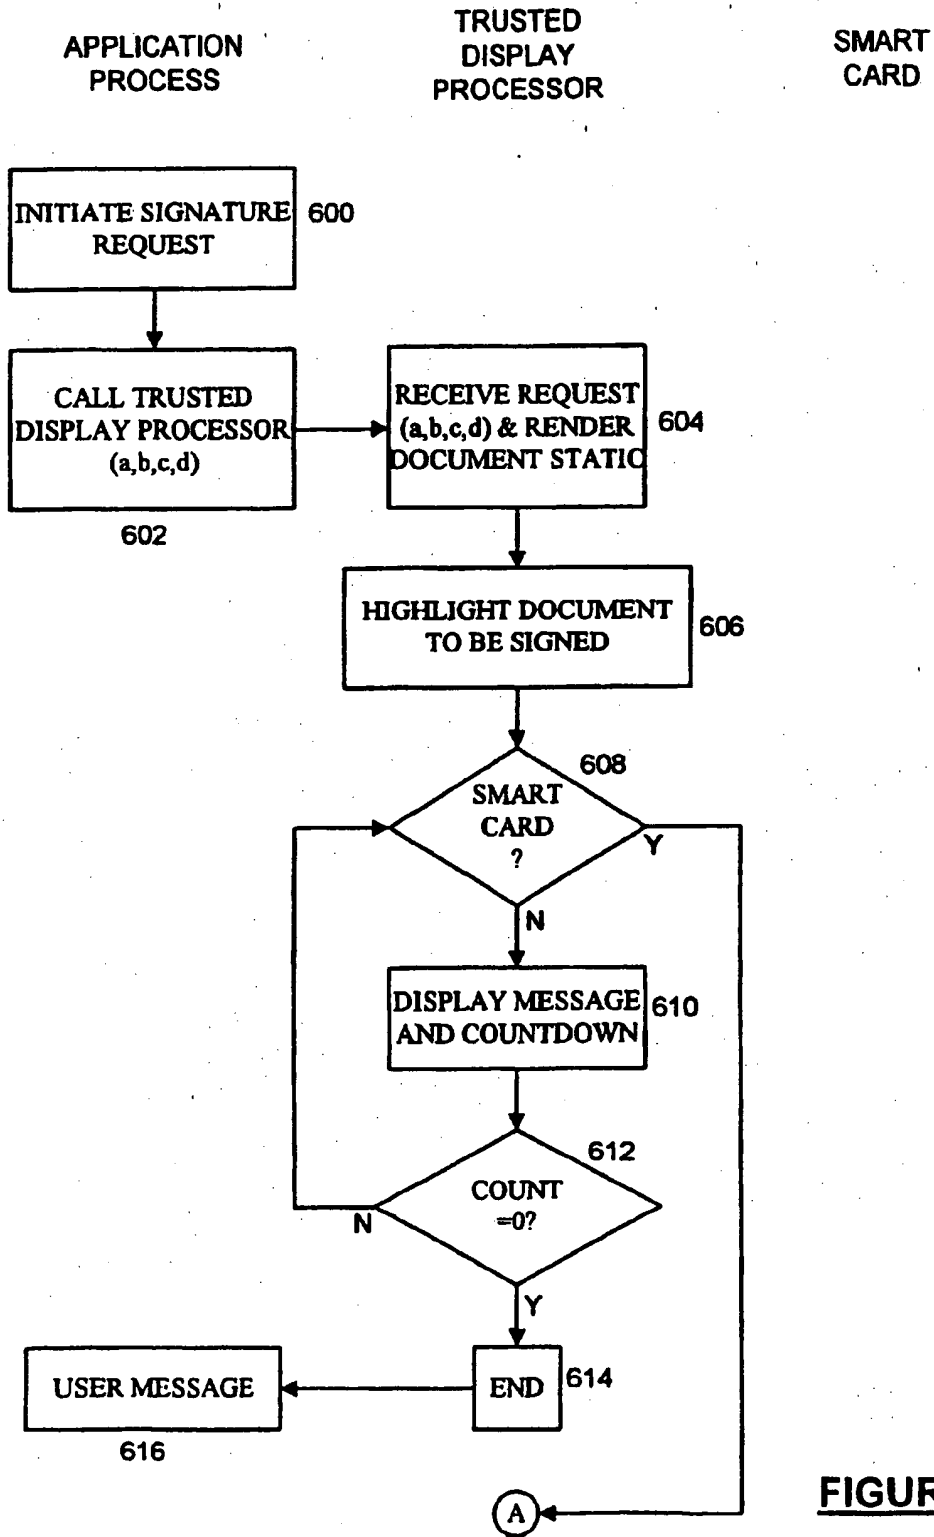 APPLICATION
PROCESS
TRUSTED
DISPLAY
PROCESSOR
SMART
CARD
INITIATE SIGNATURE
REQUEST
600
CALL TRUSTED
DISPLAY PROCESSOR
(a,b,c,d)
602
RECEIVE REQUEST
(a,b,c,d) & RENDER
DOCUMENT STATIC
604
HIGHLIGHT DOCUMENT
TO BE SIGNED
606
608
SMART
CARD
?
Y
N
DISPLAY MESSAGE
AND COUNTDOWN
610
612
COUNT
=0?
N
Y
USER MESSAGE
616
END
614
A
FIGUR